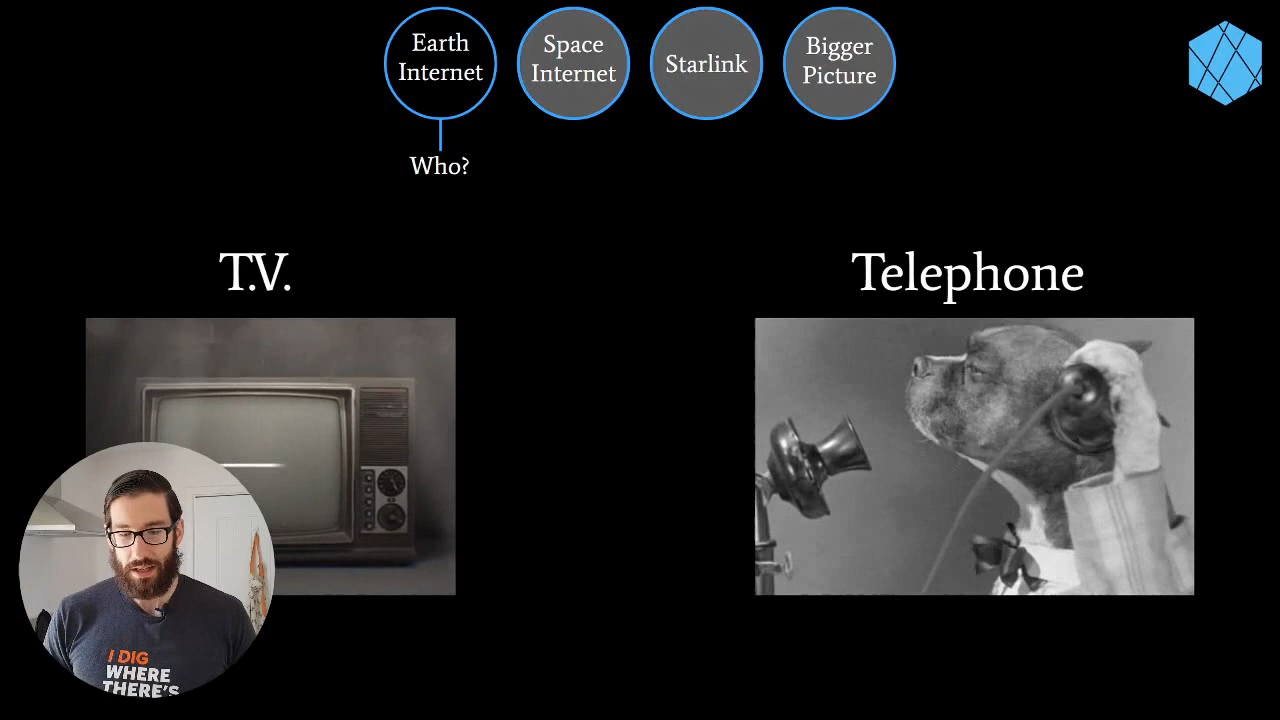 Earth
Internet
Space
Internet
Starlink
Bigger
Picture
Who?
T.V.
Telephone
I DIG
WHERE
THERE'S